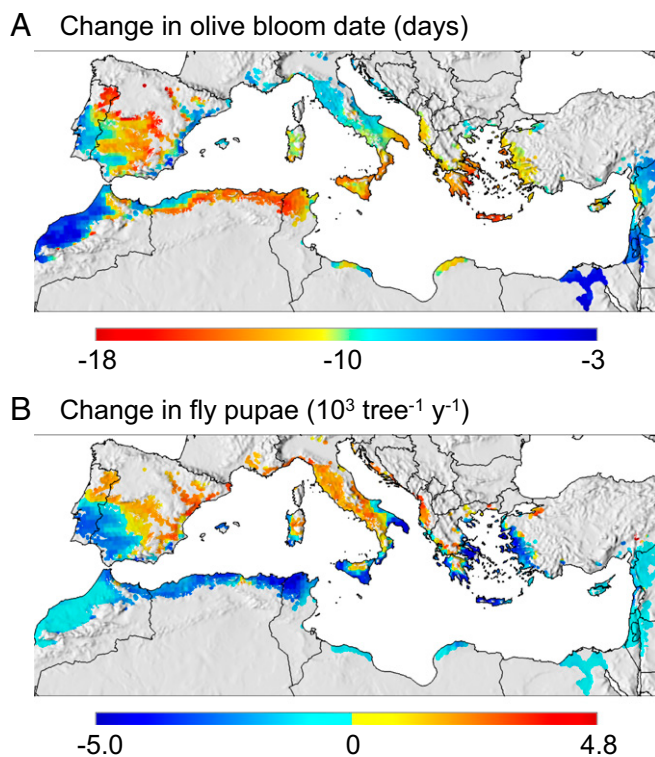 A Change in olive bloom date (days)
-18 -10 -3
B Change in fly pupae (10³ tree⁻¹ y⁻¹)
-5.0 0 4.8